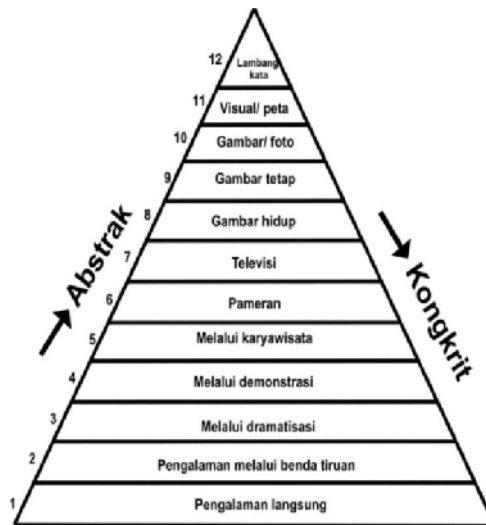 12 Lambang
kata
11 Visual/ peta
10 Gambar/ foto
9 Gambar tetap
8 Gambar hidup
7 Televisi
6 Pameran
5 Melalui karyawisata
4 Melalui demonstrasi
3 Melalui dramatisasi
2 Pengalaman melalui benda tiruan
1 Pengalaman langsung
Abstrak
Kongkrit